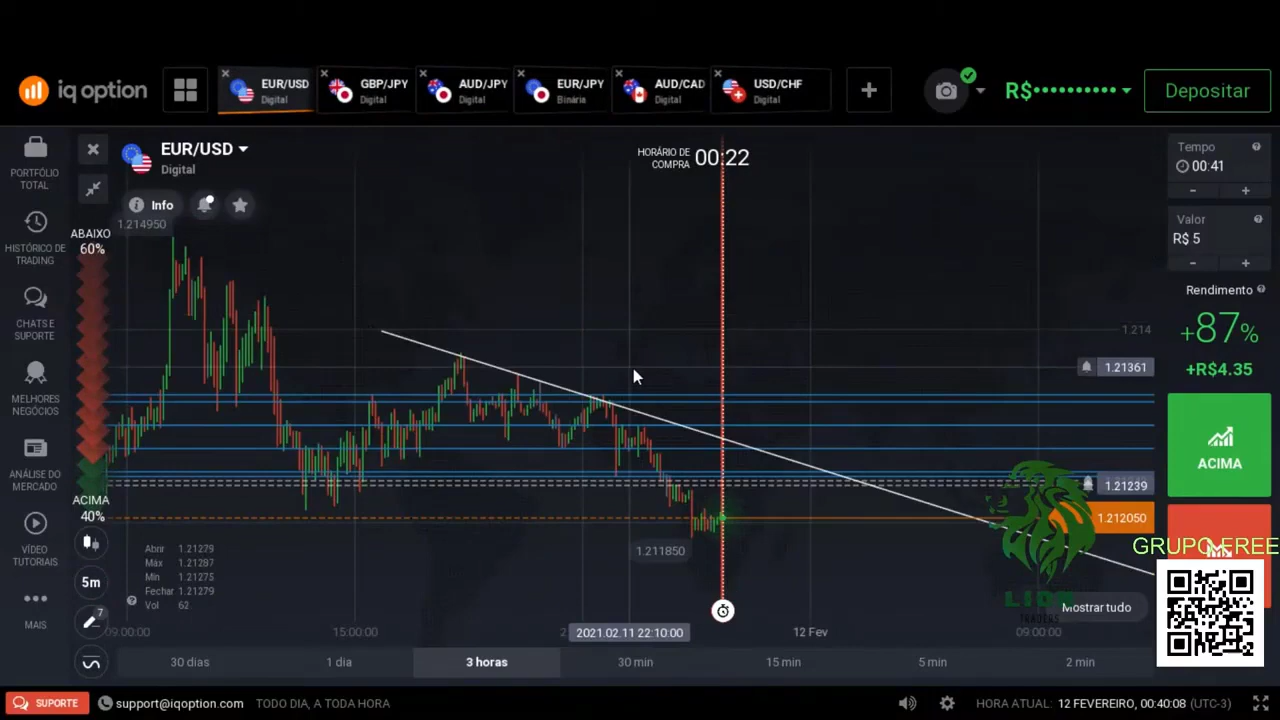 iq option
EUR/USD
Digital
GBP/JPY
Digital
AUD/JPY
Digital
EUR/JPY
Binária
AUD/CAD
Digital
USD/CHF
Digital
R$
Depositar
PORTFÓLIO
TOTAL
HISTÓRICO DE
TRADING
CHATS E
SUPORTE
MELHORES
NEGÓCIOS
ANÁLISE DO
MERCADO
VÍDEO
TUTORIAIS
MAIS
EUR/USD
Digital
Info
1.214950
ABAIXO
60%
ACIMA
40%
5m
7
HORÁRIO DE
COMPRA
00:22
1.214
1.21361
1.21239
1.212050
1.211850
Abrir 1.21279
Máx 1.21287
Mín 1.21275
Fechar 1.21279
Vol 62
09:00:00
15:00:00
2021.02.11 22:10:00
12 Fev
09:00:00
Mostrar tudo
30 dias
1 dia
3 horas
30 min
15 min
5 min
2 min
Tempo
00:41
- +
Valor
R$ 5
- +
Rendimento
+87%
+R$4.35
ACIMA
GRUPO FREE
LION
TRADERS
SUPORTE
support@iqoption.com
TODO DIA, A TODA HORA
HORA ATUAL: 12 FEVEREIRO, 00:40:08 (UTC-3)